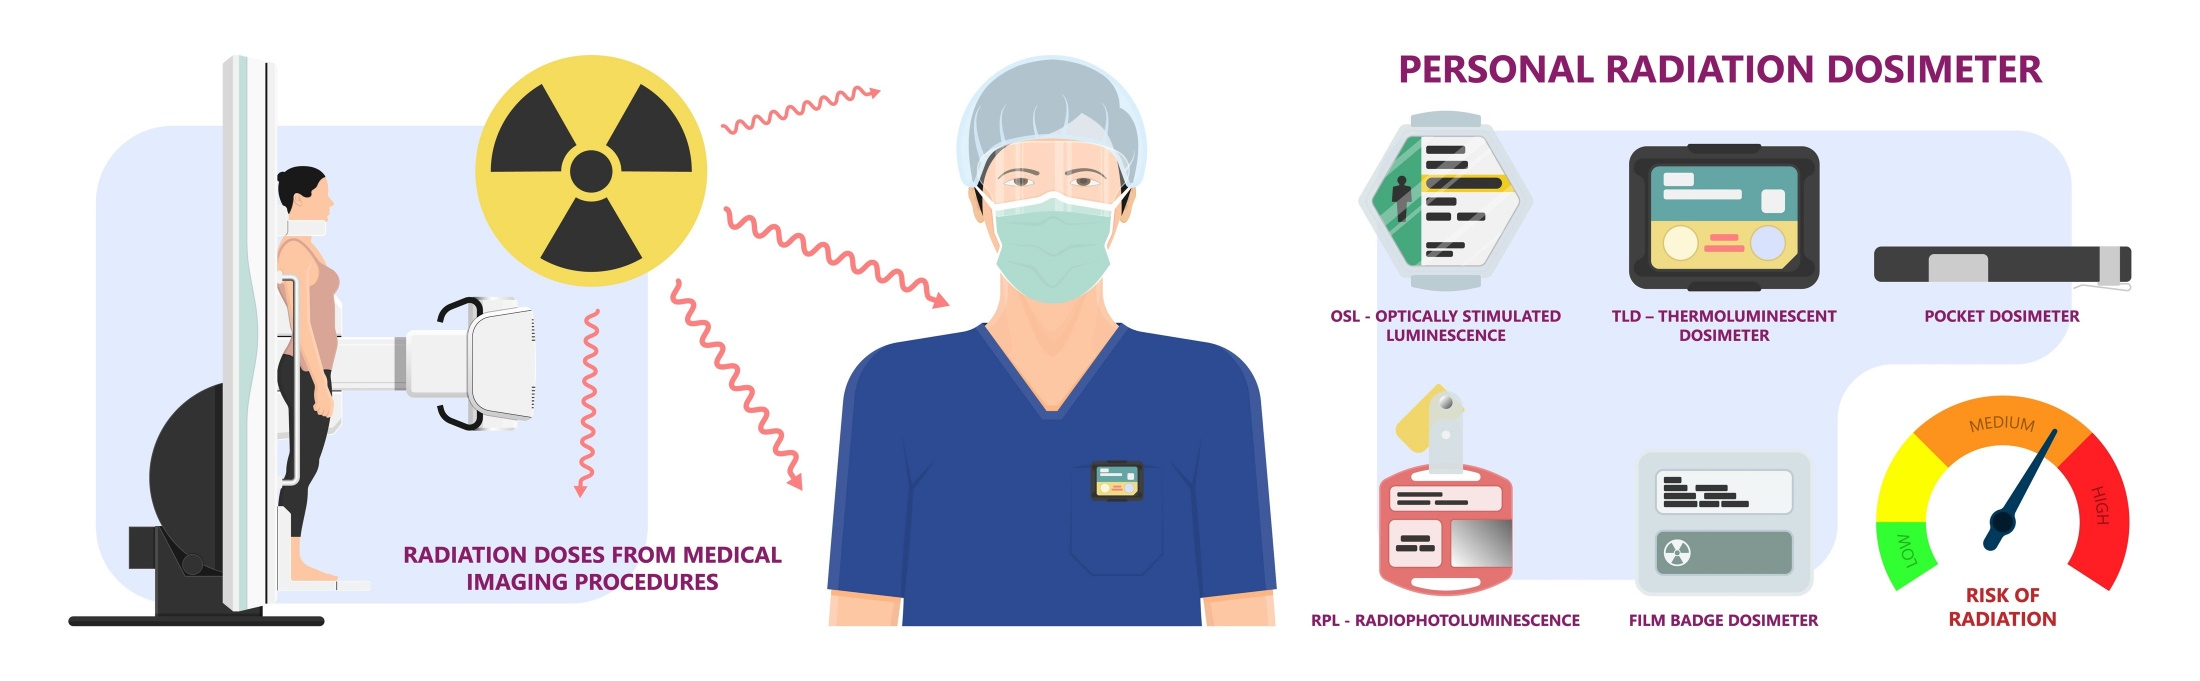 PERSONAL RADIATION DOSIMETER
OSL - OPTICALLY STIMULATED
LUMINESCENCE
TLD – THERMOLUMINESCENT
DOSIMETER
POCKET DOSIMETER
RADIATION DOSES FROM MEDICAL
IMAGING PROCEDURES
RPL - RADIOPHOTOLUMINESCENCE
FILM BADGE DOSIMETER
LOW
MEDIUM
HIGH
RISK OF
RADIATION